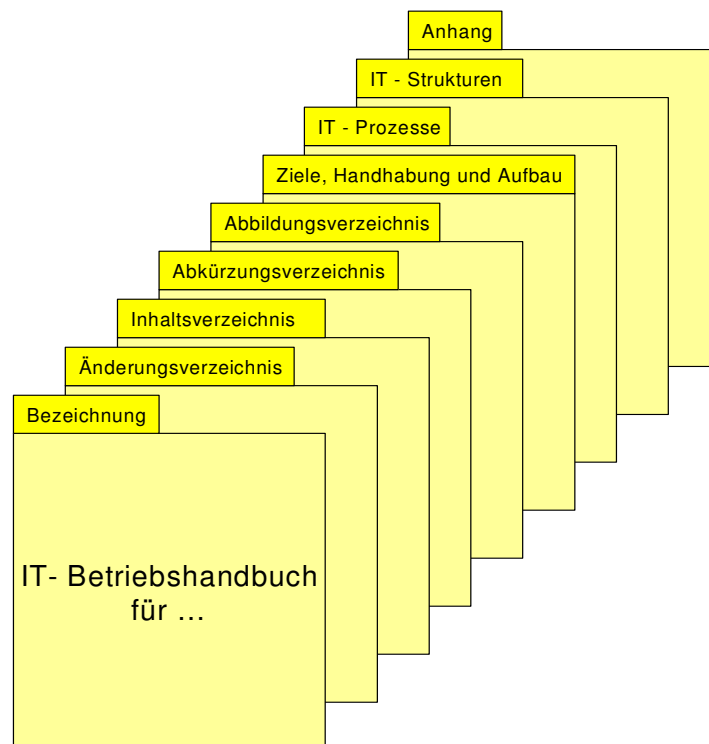 Anhang
IT - Strukturen
IT - Prozesse
Ziele, Handhabung und Aufbau
Abbildungsverzeichnis
Abkürzungsverzeichnis
Inhaltsverzeichnis
Änderungsverzeichnis
Bezeichnung
IT- Betriebshandbuch
für ...